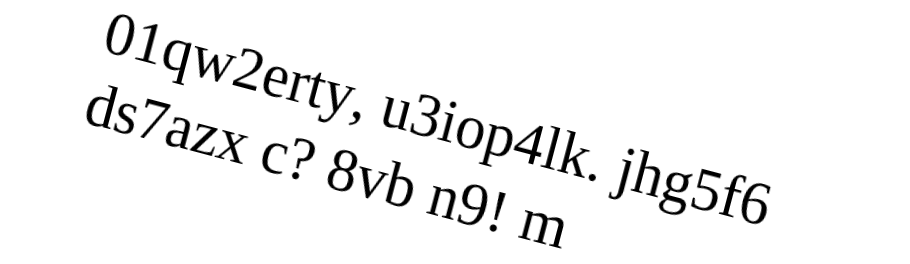 01qw2erty, u3iop4lk. jhg5f6
ds7azx c? 8vb n9! m